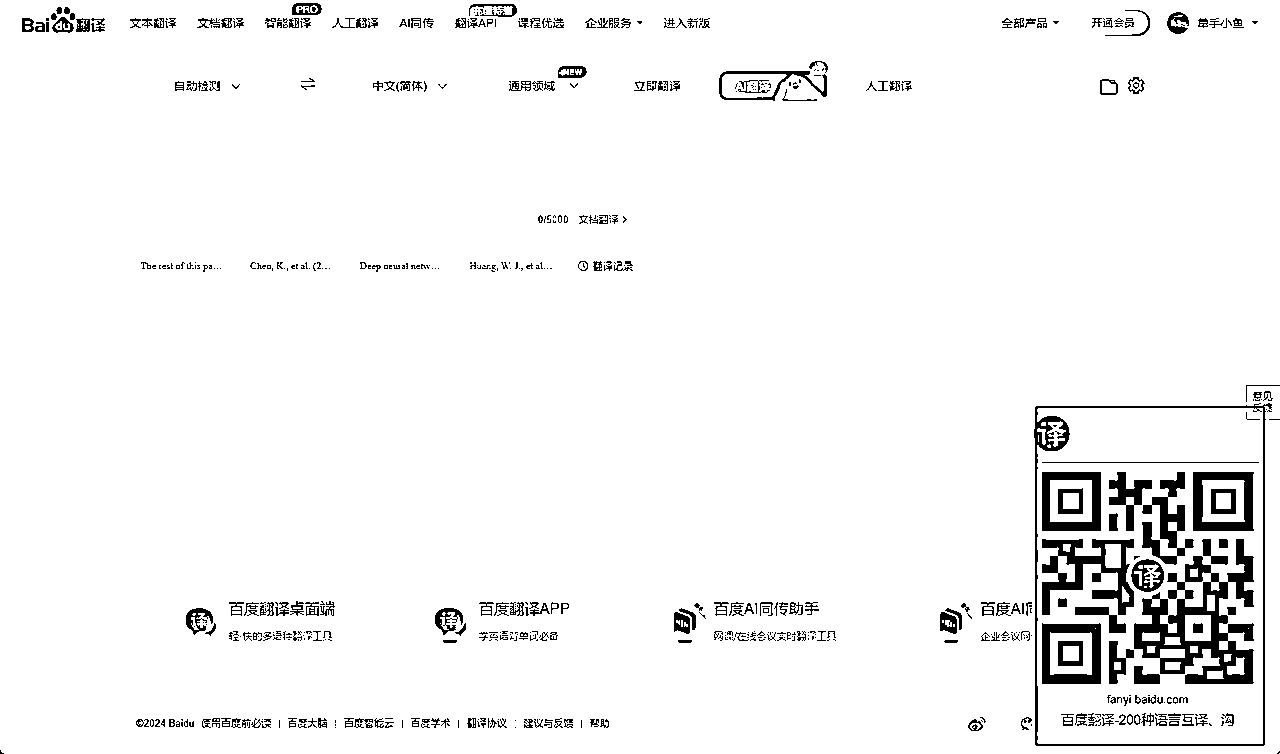 Bai 翻译 文本翻译 文档翻译 智能翻译 PRO 人工翻译 AI同传 翻译API 课程优选 企业服务 进入新版 全部产品 开通会员 单手小鱼
自动检测 中文(简体) 通用领域 NEW 立即翻译 AI翻译 人工翻译
0/5000 文档翻译
The rest of this pa... Chen, K., et al. (2... Deep neural netw... Huang, W. J., et al... 翻译记录
意见
反馈
译
译
百度翻译桌面端 百度翻译APP 百度AI同传助手 百度AI同
轻·快的多语种翻译工具 学英语背单词必备 网课/在线会议实时翻译工具 企业会议同
fanyi.baidu.com
百度翻译-200种语言互译、沟
©2024 Baidu 使用百度前必读 | 百度大脑 | 百度智能云 | 百度学术 | 翻译协议 | 建议与反馈 | 帮助